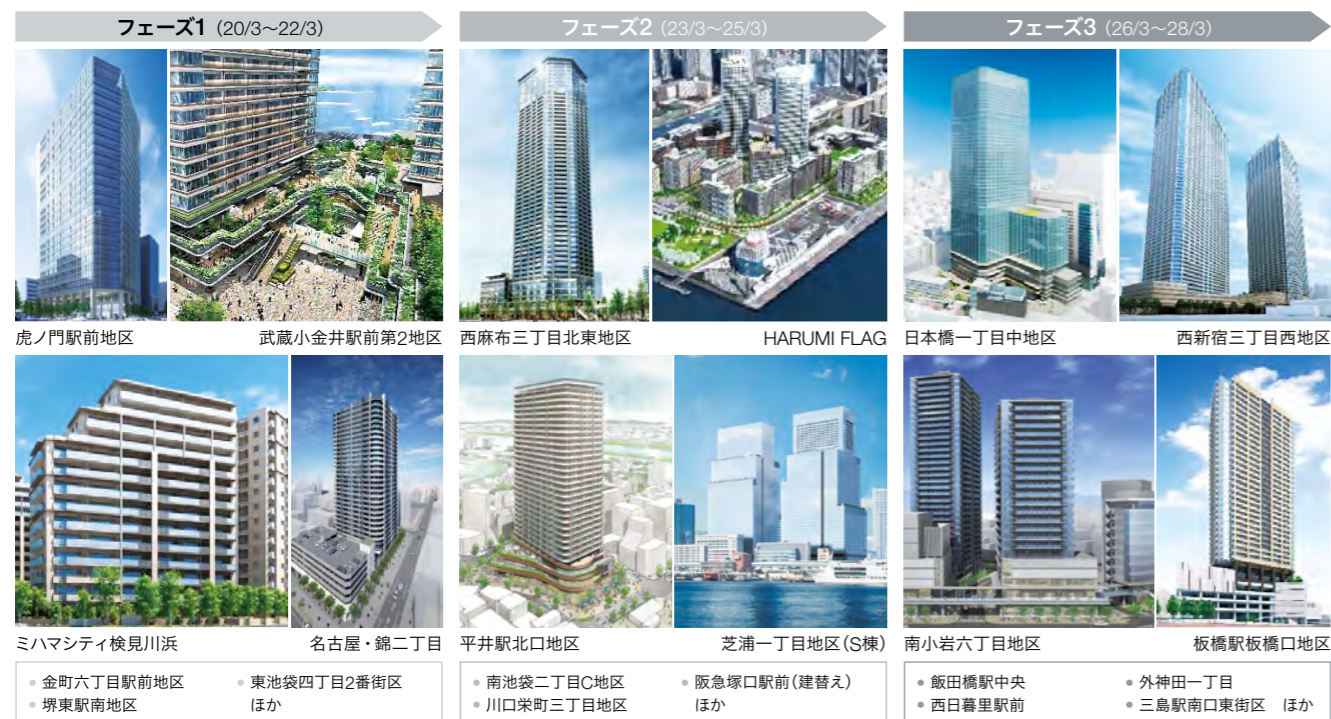 フェーズ1 (20/3〜22/3)
虎ノ門駅前地区
武蔵小金井駅前第2地区
ミハマシティ検見川浜
名古屋・錦二丁目
金町六丁目駅前地区
堺東駅南地区
東池袋四丁目2番街区
ほか
フェーズ2 (23/3〜25/3)
西麻布三丁目北東地区
HARUMI FLAG
平井駅北口地区
芝浦一丁目地区(S棟)
南池袋二丁目C地区
川口栄町三丁目地区
阪急塚口駅前(建替え)
ほか
フェーズ3 (26/3〜28/3)
日本橋一丁目中地区
西新宿三丁目西地区
南小岩六丁目地区
板橋駅板橋口地区
飯田橋駅中央
西日暮里駅前
外神田一丁目
三島駅南口東街区 ほか